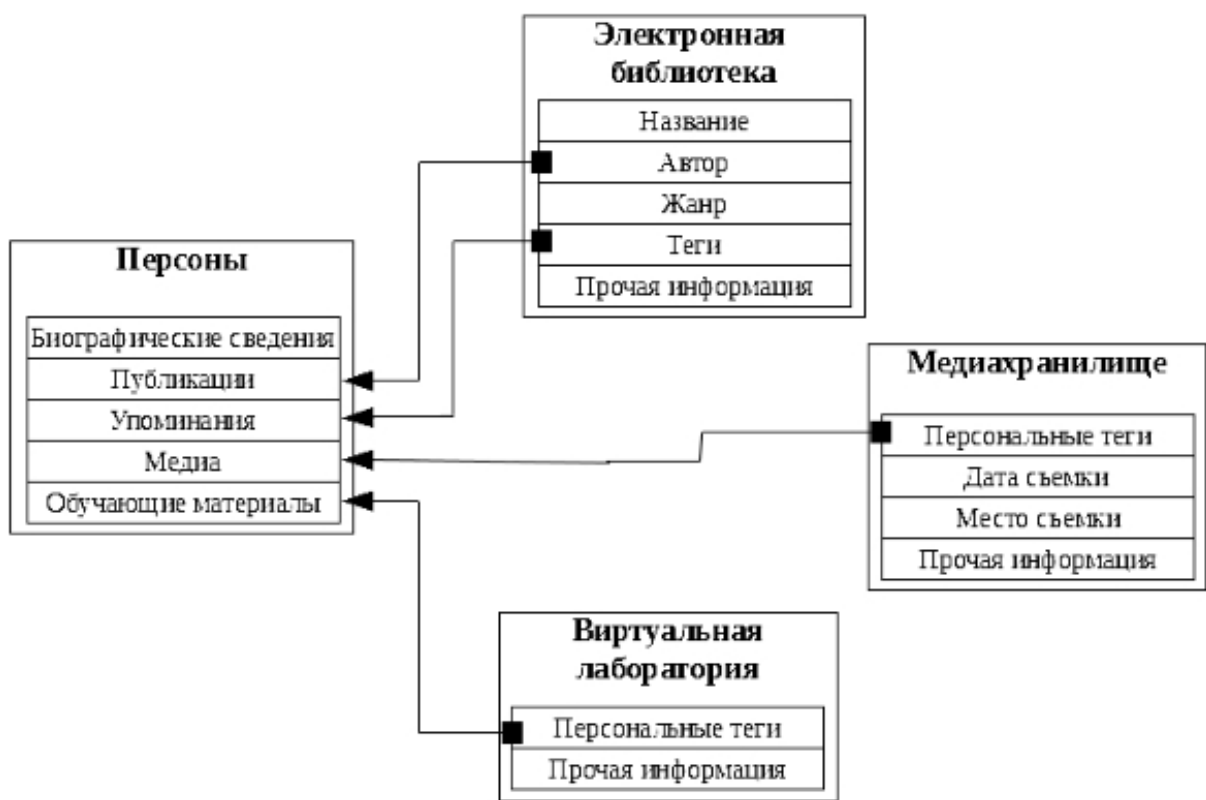 Электронная
библиотека
Название
Автор
Жанр
Теги
Прочая информация
Персоны
Биографические сведения
Публикации
Упоминания
Медиа
Обучающие материалы
Медиахранилище
Персональные теги
Дата съемки
Место съемки
Прочая информация
Виртуальная
лаборатория
Персональные теги
Прочая информация